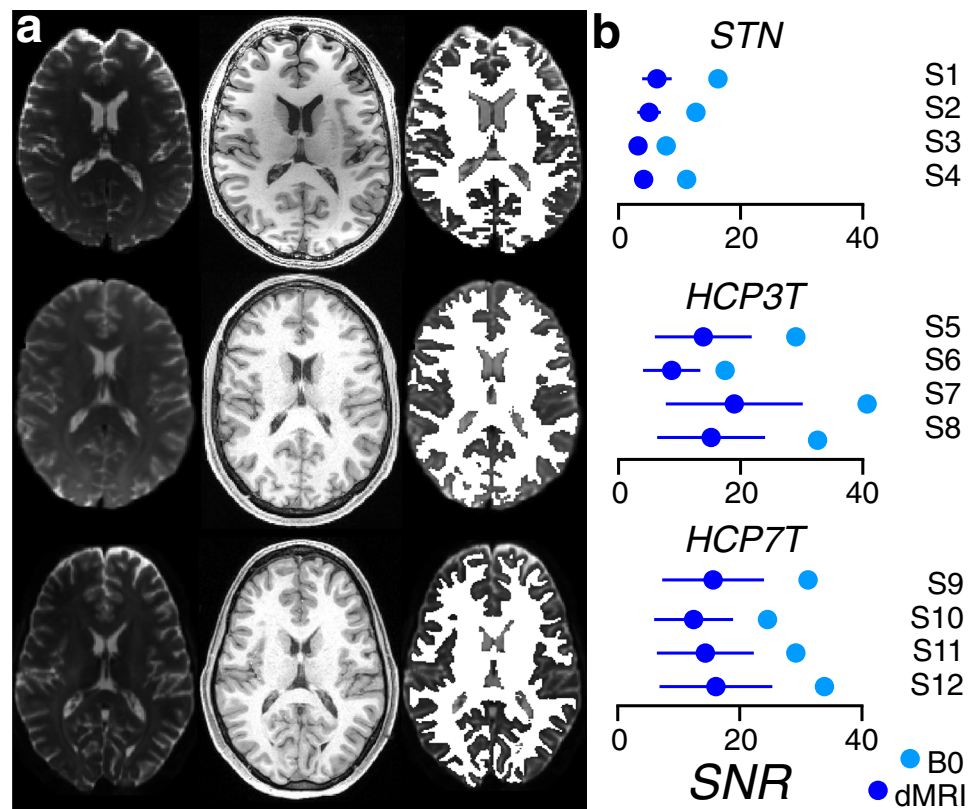 a
b
STN
S1
S2
S3
S4
0 20 40
HCP3T
S5
S6
S7
S8
0 20 40
HCP7T
S9
S10
S11
S12
0 20 40
SNR
B0
dMRI